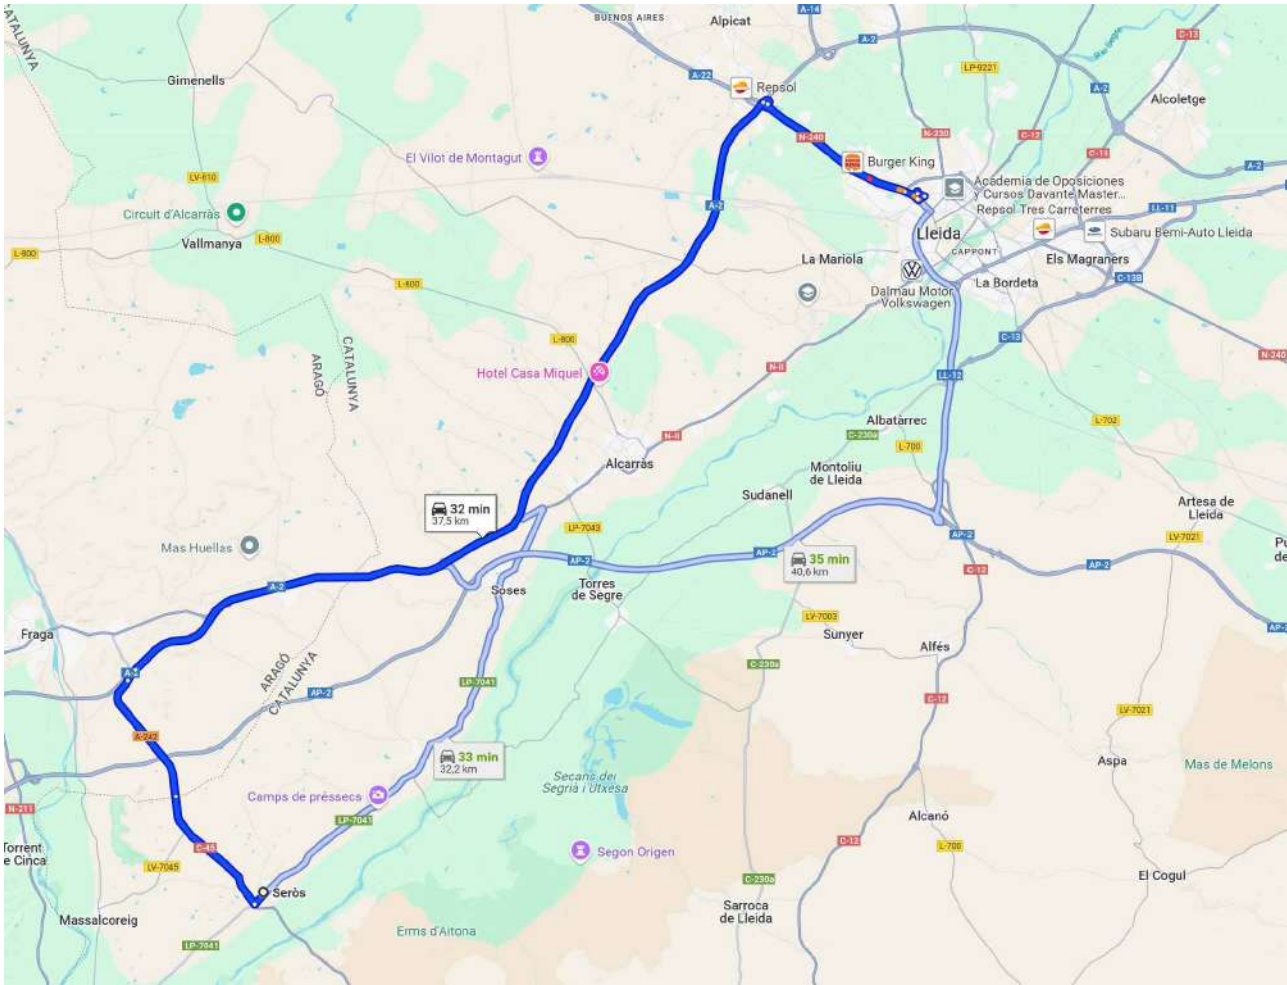 BUENOS AIRES
Alpicat
A-14
A-2
C-13
CATALUNYA
Gimenells
A-22
Repsol
LP-9221
Riu Segre
A-2
Alcoletge
N-240
N-230
C-12
C-13
El Vilot de Montagut
Burger King
A-2
LV-810
Acadèmia de Oposiciones
y Cursos Davante Master...
Circuit d'Alcarràs
A-2
Repsol Tres Carreteres
LL-11
Vallmanya
L-800
L-800
Lleida
Subaru Bemi-Auto Lleida
CAPPONT
La Mariola
Els Magraners
L-800
Dalmau Motor
Volkswagen
La Bordeta
C-13B
ARAGÓ
CATALUNYA
L-800
C-13
N-240
Hotel Casa Miquel
N-II
LL-12
Albatàrrec
L-702
N-II
C-230a
L-700
Alcarràs
Montoliu
de Lleida
Sudanell
Artesa de
Lleida
32 min
37,5 km
LP-7043
Mas Huellas
AP-2
AP-2
AP-2
LV-7021
35 min
40,6 km
C-12
A-2
Soses
Torres
de Segre
LV-7003
Fraga
Sunyer
AP-2
Alfés
ARAGÓ
CATALUNYA
A-2
C-230a
LP-7041
AP-2
C-12
LV-7021
A-242
33 min
32,2 km
Aspa
Secans del
Segrià i Utxesa
Mas de Melons
Camps de préssecs
N-211
LP-7041
Alcanó
Torrent
e Cinca
C-45
C-12
L-700
LV-7045
Segon Origen
C-230a
El Cogul
Seròs
Massalcoreig
Sarroca
de Lleida
Erms d'Aitona
LP-7041